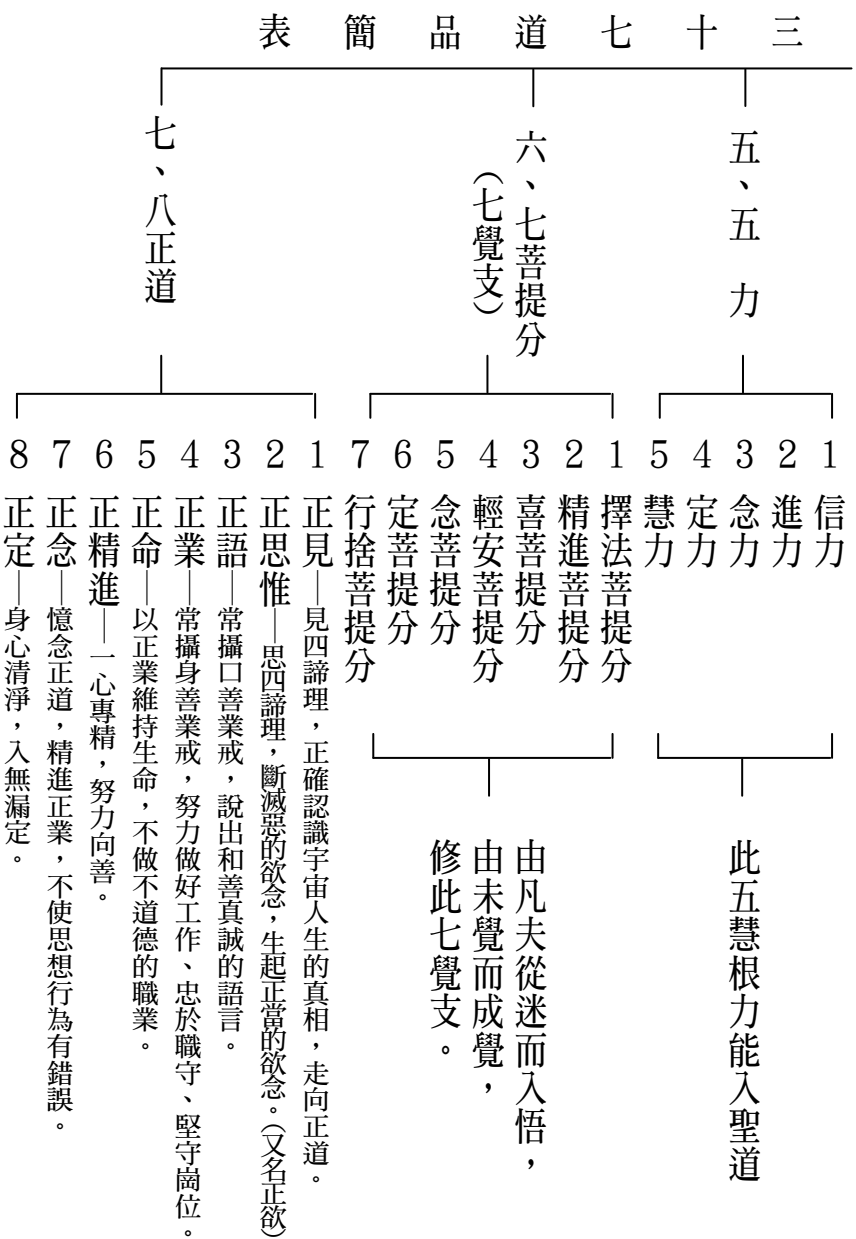 三十七道品簡表
五、五力
1 信力
2 進力
3 念力
4 定力
5 慧力
此五慧根力能入聖道
六、七菩提分
（七覺支）
1 擇法菩提分
2 精進菩提分
3 喜菩提分
4 輕安菩提分
5 念菩提分
6 定菩提分
7 行捨菩提分
由凡夫從迷而入悟，
由未覺而成覺，
修此七覺支。
七、八正道
1 正見—見四諦理，正確認識宇宙人生的真相，走向正道。
2 正思惟—思四諦理，斷滅惡的欲念，生起正當的欲念。（又名正欲）
3 正語—常攝口善業戒，說出和善真誠的語言。
4 正業—常攝身善業戒，努力做好工作、忠於職守、堅守崗位。
5 正命—以正業維持生命，不做不道德的職業。
6 正精進—一心專精，努力向善。
7 正念—憶念正道，精進正業，不使思想行為有錯誤。
8 正定—身心清淨，入無漏定。